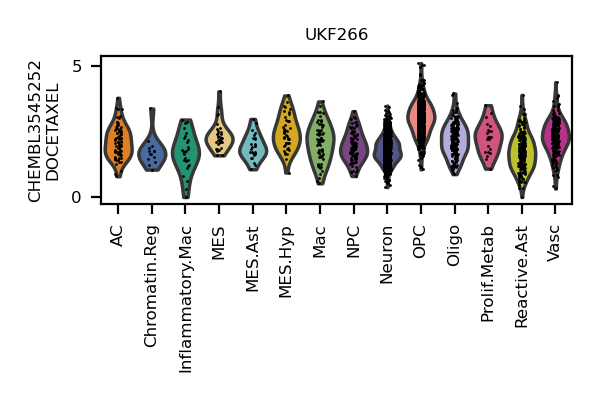 UKF266
CHEMBL3545252
DOCETAXEL
5
0
AC
Chromatin.Reg
Inflammatory.Mac
MES
MES.Ast
MES.Hyp
Mac
NPC
Neuron
OPC
Oligo
Prolif.Metab
Reactive.Ast
Vasc